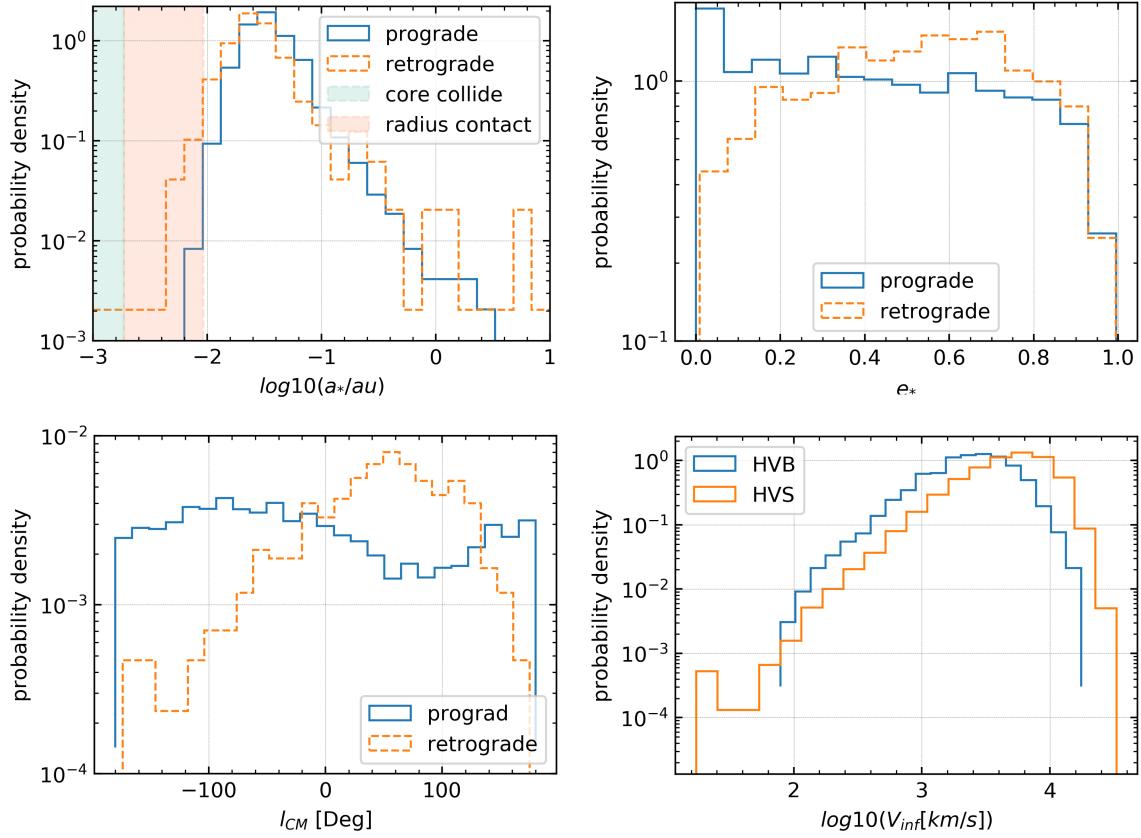 probability density
10^0
10^-1
10^-2
10^-3
prograde
retrograde
core collide
radius contact
−3
−2
−1
0
1
log10(a*/au)
probability density
10^0
10^-1
prograde
retrograde
0.0
0.2
0.4
0.6
0.8
1.0
e*
probability density
10^-2
10^-3
10^-4
prograd
retrograde
−100
0
100
l_CM [Deg]
probability density
10^0
10^-1
10^-2
10^-3
10^-4
HVB
HVS
2
3
4
log10(V_inf[km/s])